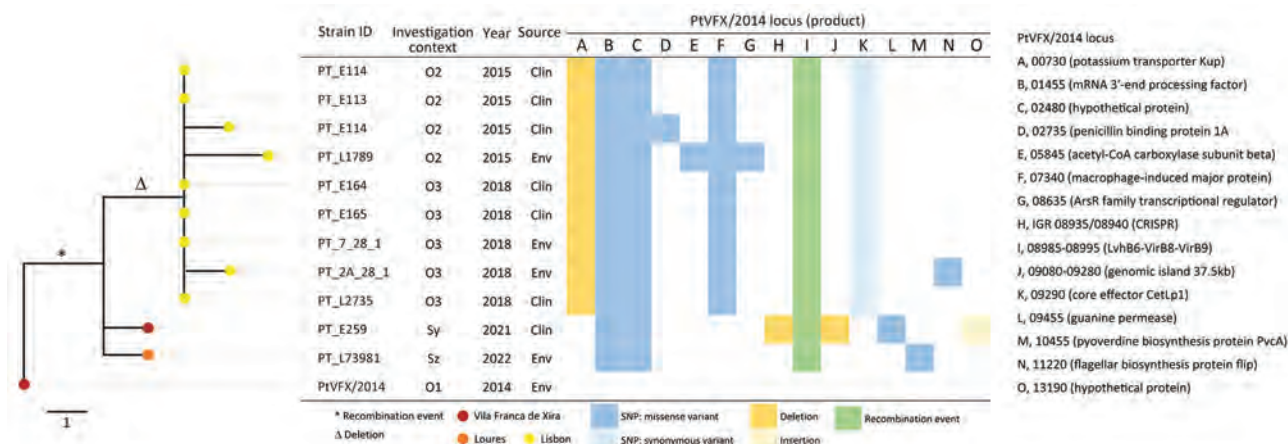 PtVFX/2014 locus (product)
Strain ID Investigation context Year Source A B C D E F G H I J K L M N O
PT_E114 O2 2015 Clin
PT_E113 O2 2015 Clin
PT_E114 O2 2015 Clin
PT_L1789 O2 2015 Env
PT_E164 O3 2018 Clin
PT_E165 O3 2018 Clin
PT_7_28_1 O3 2018 Env
PT_2A_28_1 O3 2018 Env
PT_L2735 O3 2018 Clin
PT_E259 Sy 2021 Clin
PT_L73981 Sz 2022 Env
PtVFX/2014 O1 2014 Env
Δ
*
1
* Recombination event
Δ Deletion
Vila Franca de Xira
Loures
Lisbon
SNP: missense variant
SNP: synonymous variant
Deletion
Insertion
Recombination event
PtVFX/2014 locus
A, 00730 (potassium transporter Kup)
B, 01455 (mRNA 3'-end processing factor)
C, 02480 (hypothetical protein)
D, 02735 (penicillin binding protein 1A
E, 05845 (acetyl-CoA carboxylase subunit beta)
F, 07340 (macrophage-induced major protein)
G, 08635 (ArsR family transcriptional regulator)
H, IGR 08935/08940 (CRISPR)
I, 08985-08995 (LvhB6-VirB8-VirB9)
J, 09080-09280 (genomic island 37.5kb)
K, 09290 (core effector CetLp1)
L, 09455 (guanine permease)
M, 10455 (pyoverdine biosynthesis protein PvcA)
N, 11220 (flagellar biosynthesis protein flip)
O, 13190 (hypothetical protein)